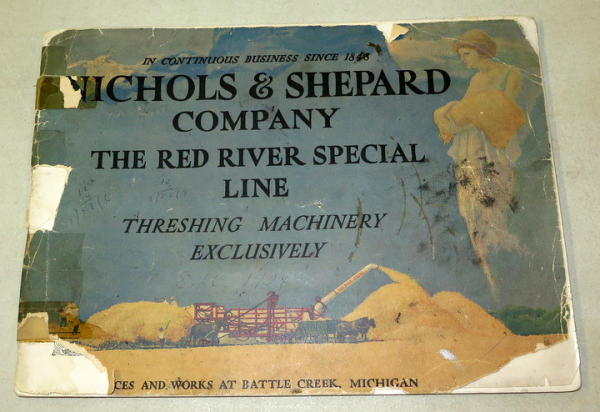 IN CONTINUOUS BUSINESS SINCE 1848
NICHOLS & SHEPARD
COMPANY
THE RED RIVER SPECIAL
LINE
THRESHING MACHINERY
EXCLUSIVELY
CES AND WORKS AT BATTLE CREEK, MICHIGAN